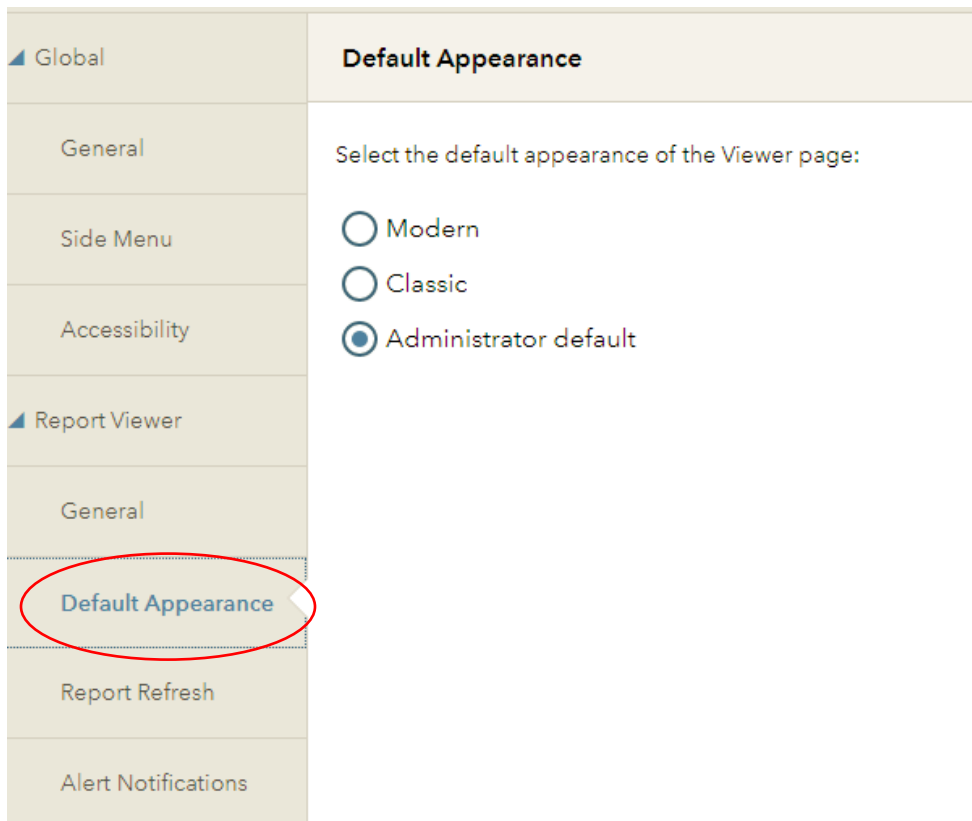 Global
General
Side Menu
Accessibility
Report Viewer
General
Default Appearance
Report Refresh
Alert Notifications
Default Appearance
Select the default appearance of the Viewer page:
Modern
Classic
Administrator default